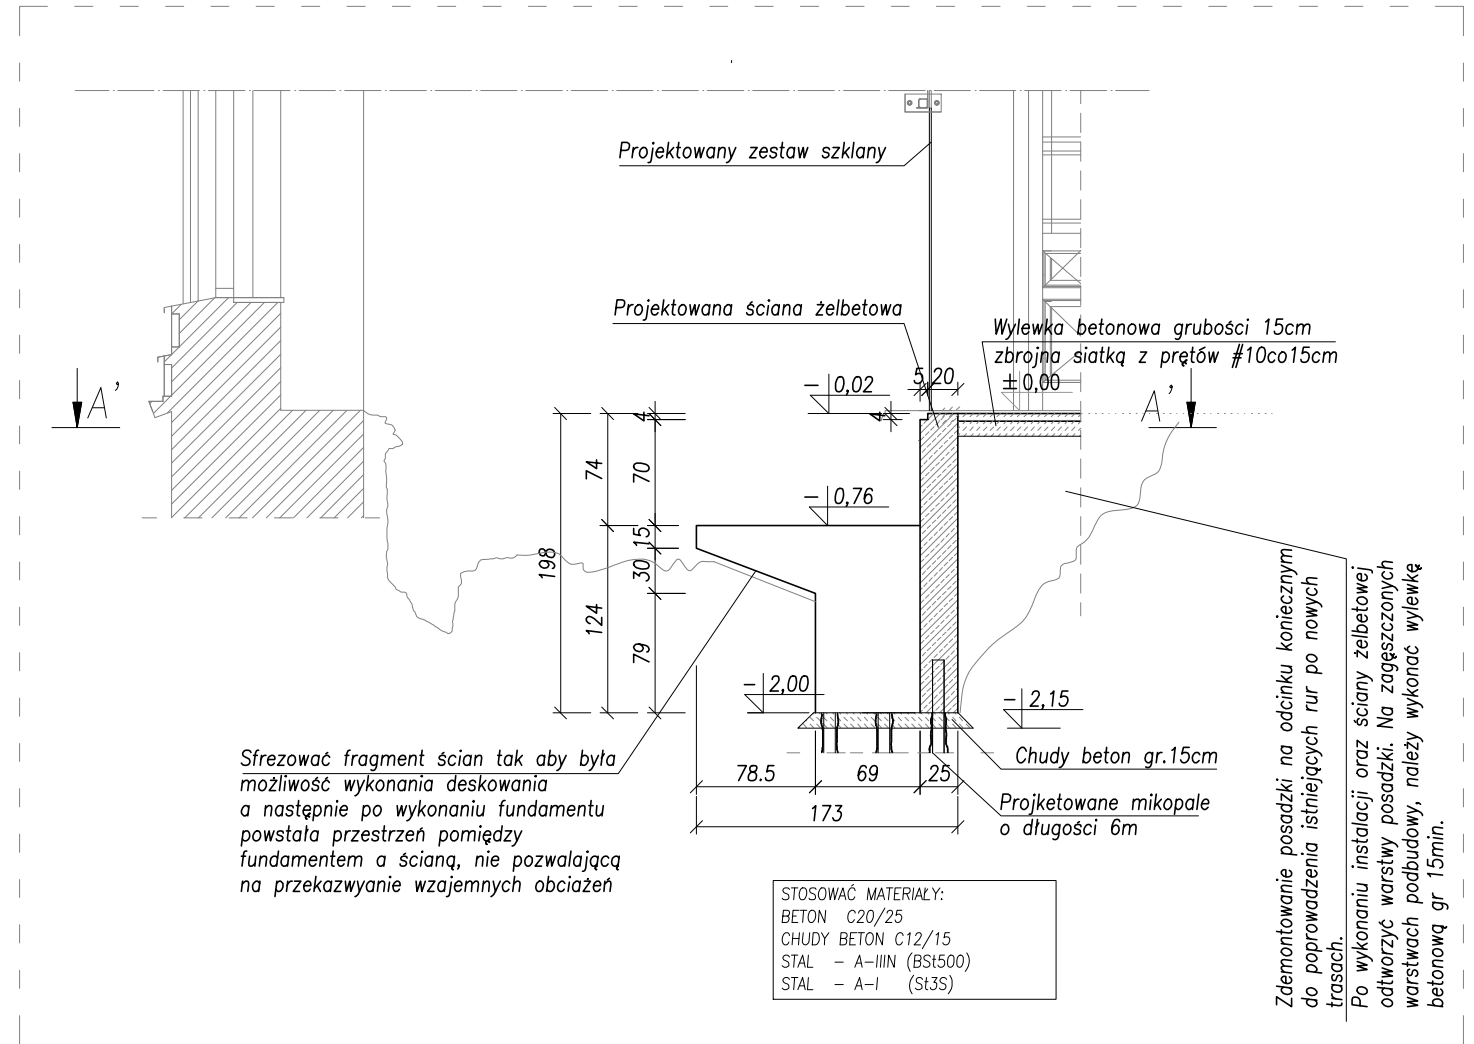 Projektowany zestaw szklany
Projektowana ściana żelbetowa
Wylewka betonowa grubości 15cm
zbrojna siatką z prętów #10co15cm
5 20
± 0,00
- 0,02
A'
A'
4
4
74
70
- 0,76
15
198
30
124
79
- 2,00
- 2,15
Chudy beton gr.15cm
78.5
69
25
173
Projketowane mikopale
o długości 6m
Sfrezować fragment ścian tak aby była
możliwość wykonania deskowania
a następnie po wykonaniu fundamentu
powstała przestrzeń pomiędzy
fundamentem a ścianą, nie pozwalającą
na przekazwyanie wzajemnych obciażeń
STOSOWAĆ MATERIAŁY:
BETON C20/25
CHUDY BETON C12/15
STAL - A-IIIN (BSt500)
STAL - A-I (St3S)
Zdemontowanie posadzki na odcinku koniecznym
do poprowadzenia istniejących rur po nowych
trasach.
Po wykonaniu instalacji oraz ściany żelbetowej
odtworzyć warstwy posadzki. Na zagęszczonych
warstwach podbudowy, należy wykonać wylewkę
betonową gr 15min.